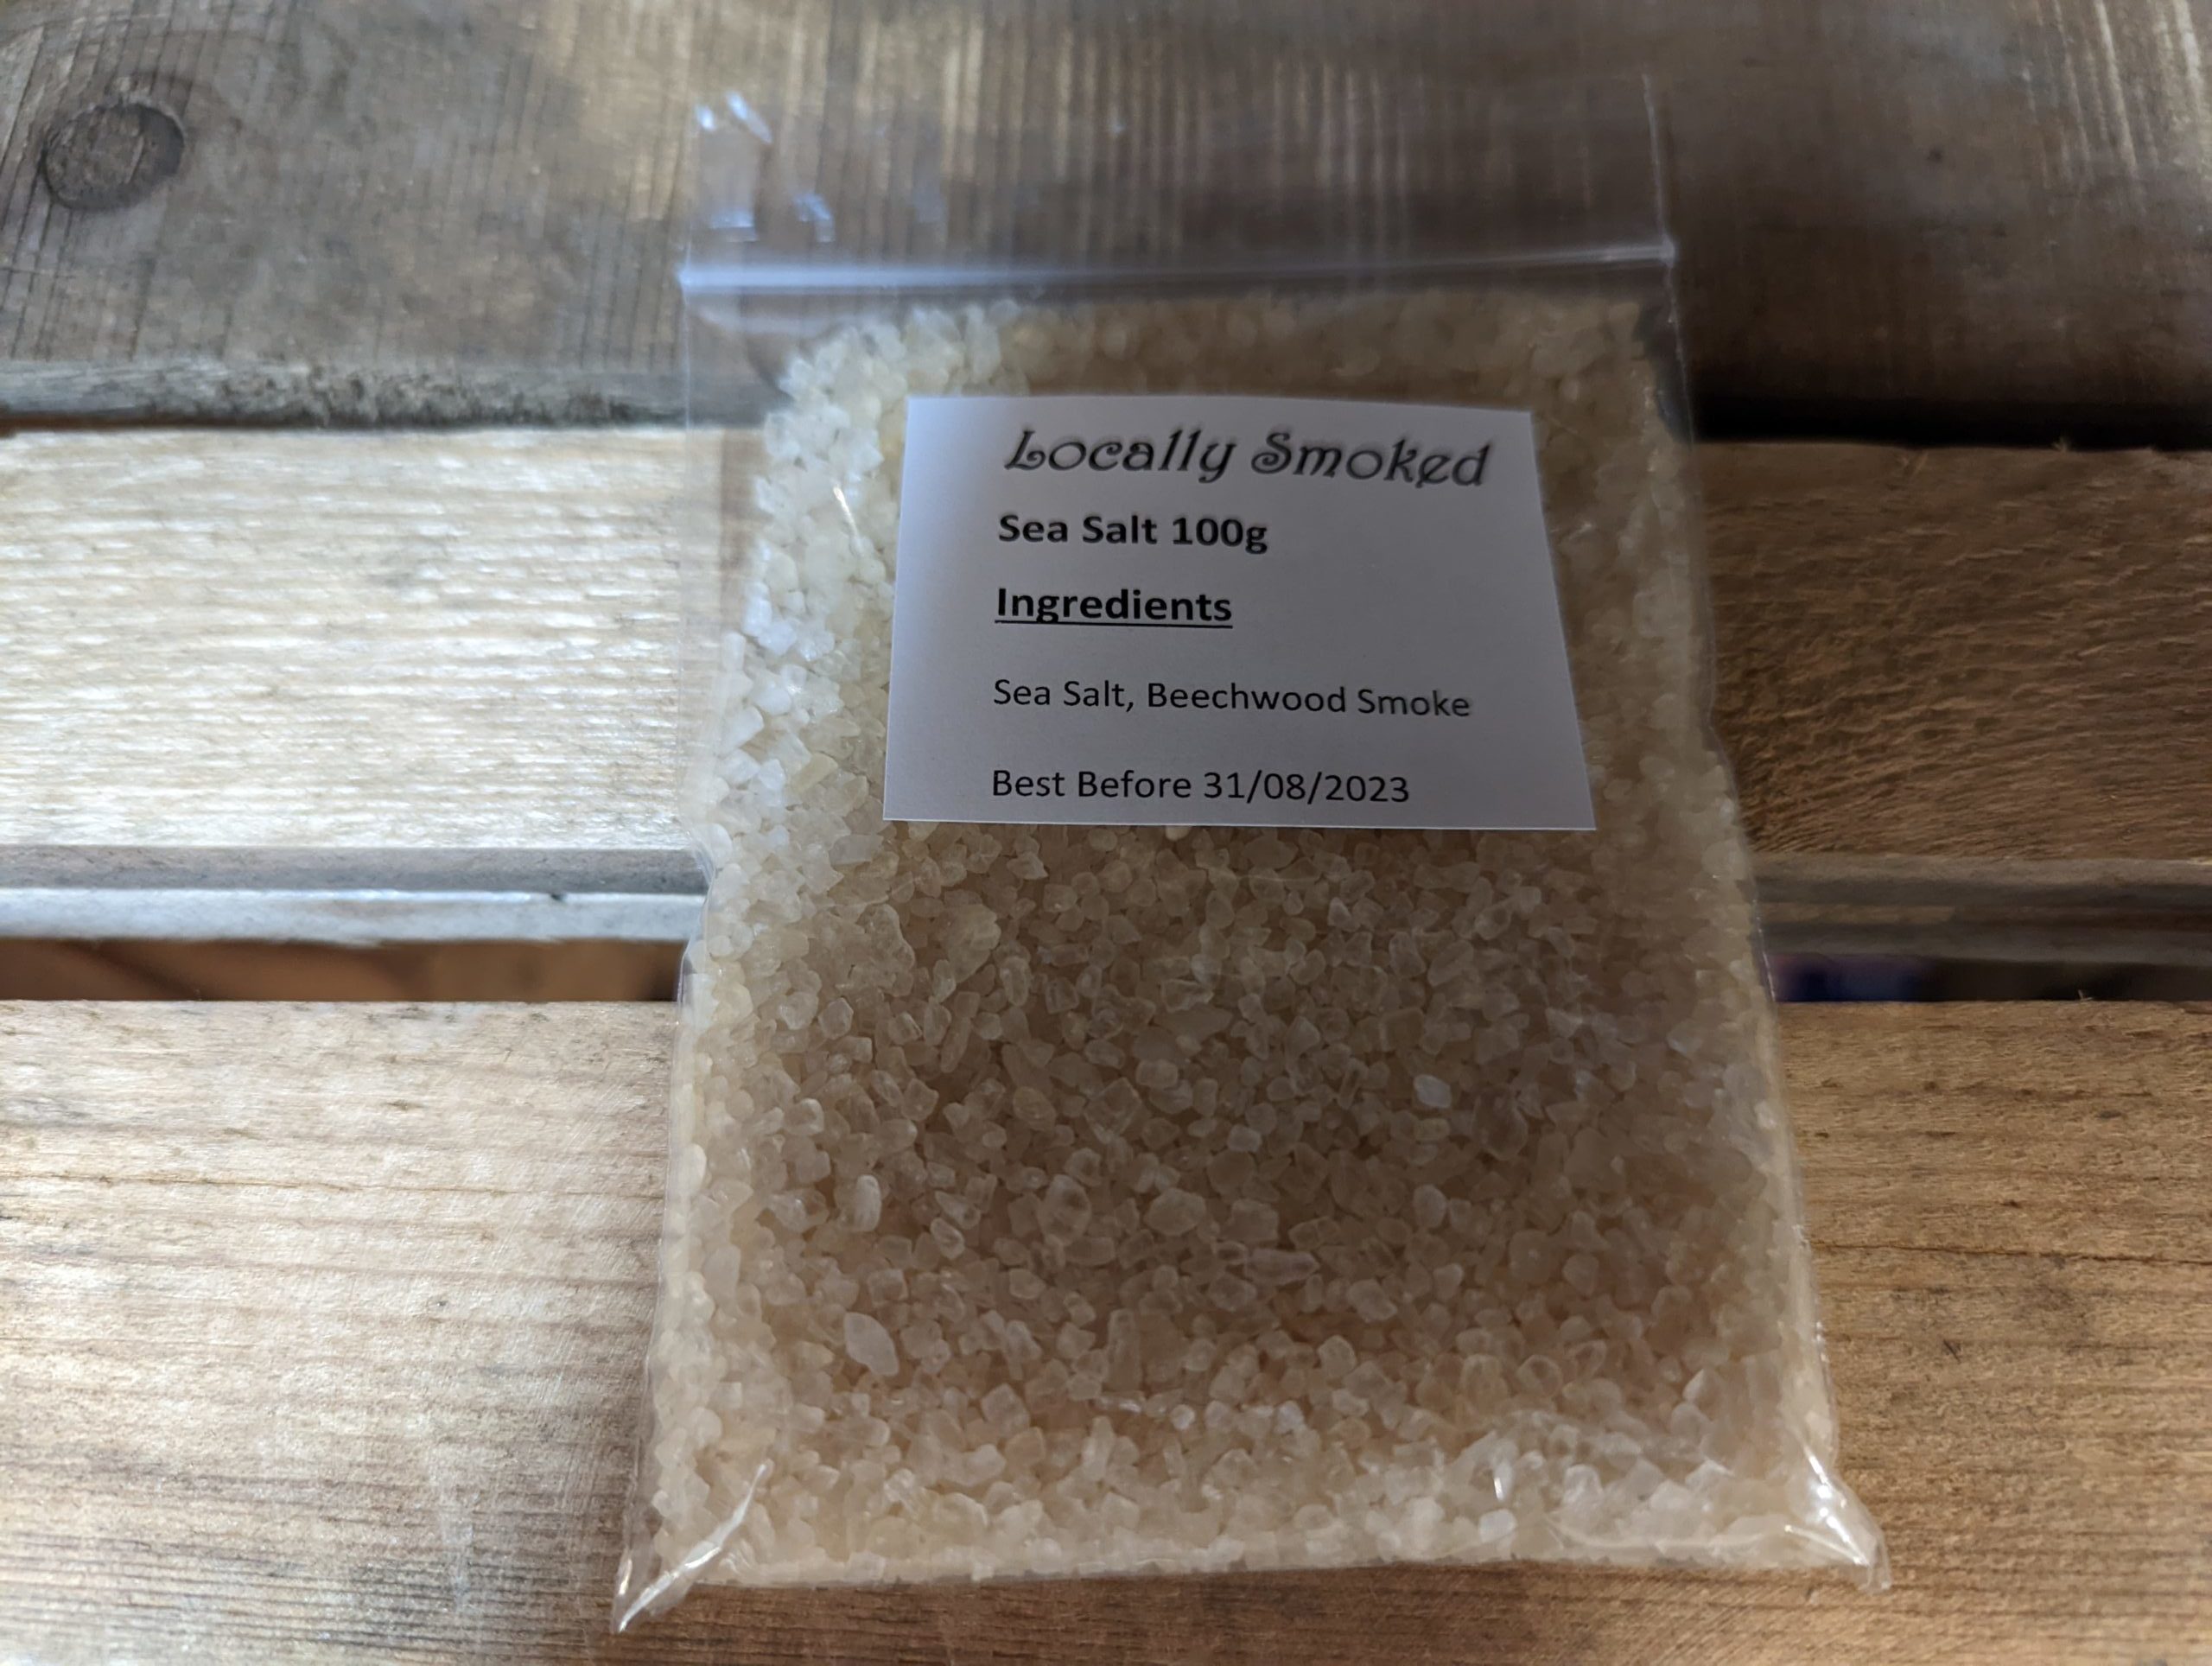 Locally Smoked
Sea Salt 100g
Ingredients
Sea Salt, Beechwood Smoke
Best Before 31/08/2023